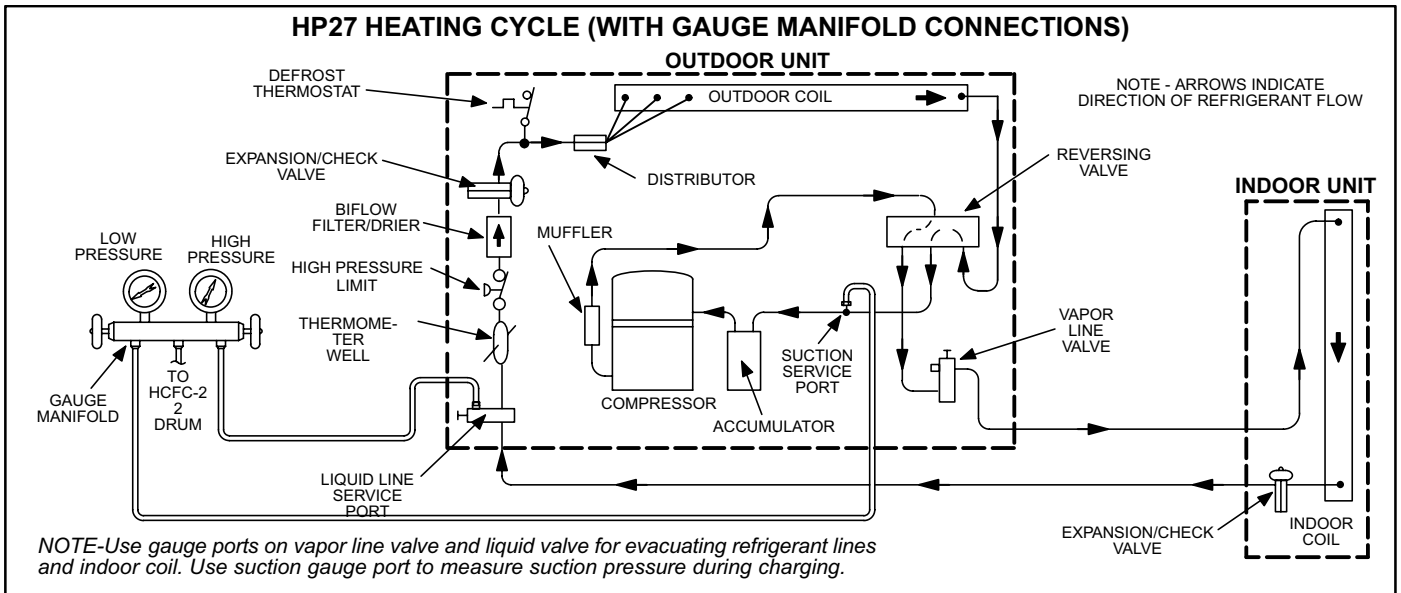 HP27 HEATING CYCLE (WITH GAUGE MANIFOLD CONNECTIONS)
OUTDOOR UNIT
DEFROST
THERMOSTAT
OUTDOOR COIL
NOTE - ARROWS INDICATE
DIRECTION OF REFRIGERANT FLOW
EXPANSION/CHECK
VALVE
DISTRIBUTOR
REVERSING
VALVE
INDOOR UNIT
BIFLOW
FILTER/DRIER
MUFFLER
LOW
PRESSURE
HIGH
PRESSURE
HIGH PRESSURE
LIMIT
THERMOME-
TER
WELL
VAPOR
LINE
VALVE
SUCTION
SERVICE
PORT
GAUGE
MANIFOLD
TO
HCFC-2
2
DRUM
COMPRESSOR
ACCUMULATOR
LIQUID LINE
SERVICE
PORT
EXPANSION/CHECK
VALVE
INDOOR
COIL
NOTE-Use gauge ports on vapor line valve and liquid valve for evacuating refrigerant lines
and indoor coil. Use suction gauge port to measure suction pressure during charging.